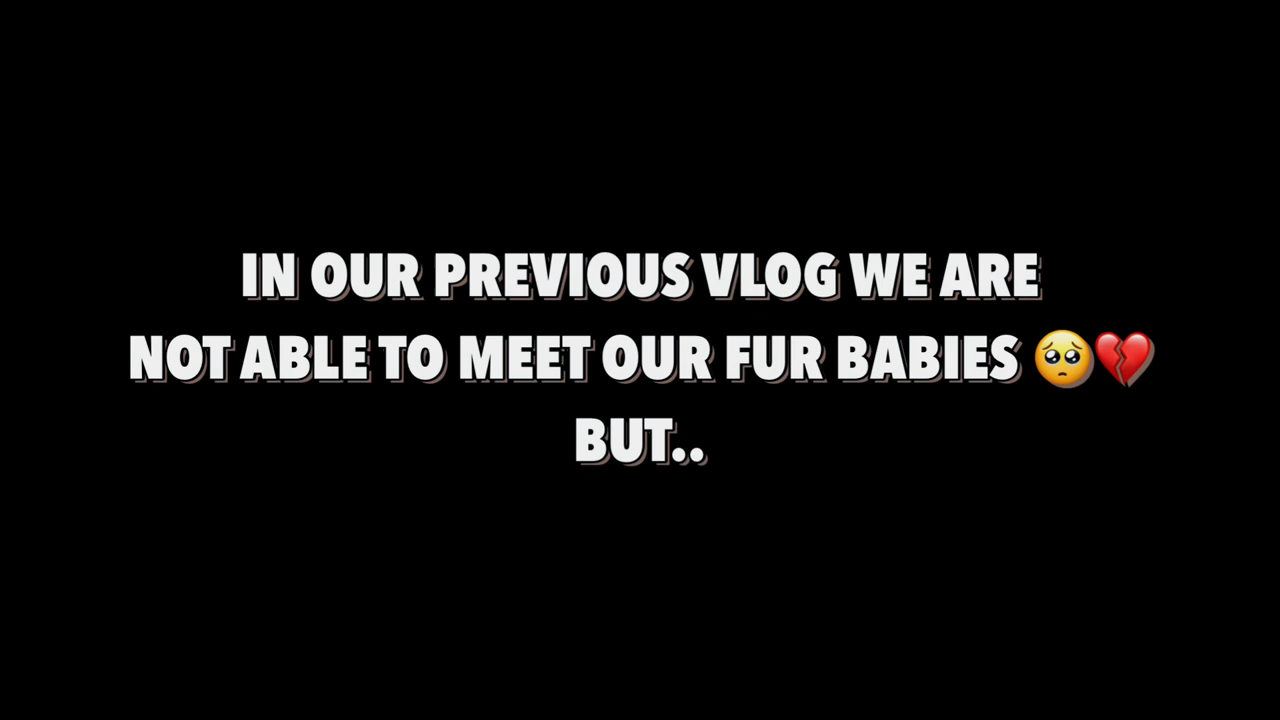 IN OUR PREVIOUS VLOG WE ARE
NOT ABLE TO MEET OUR FUR BABIES 🥺💔
BUT..